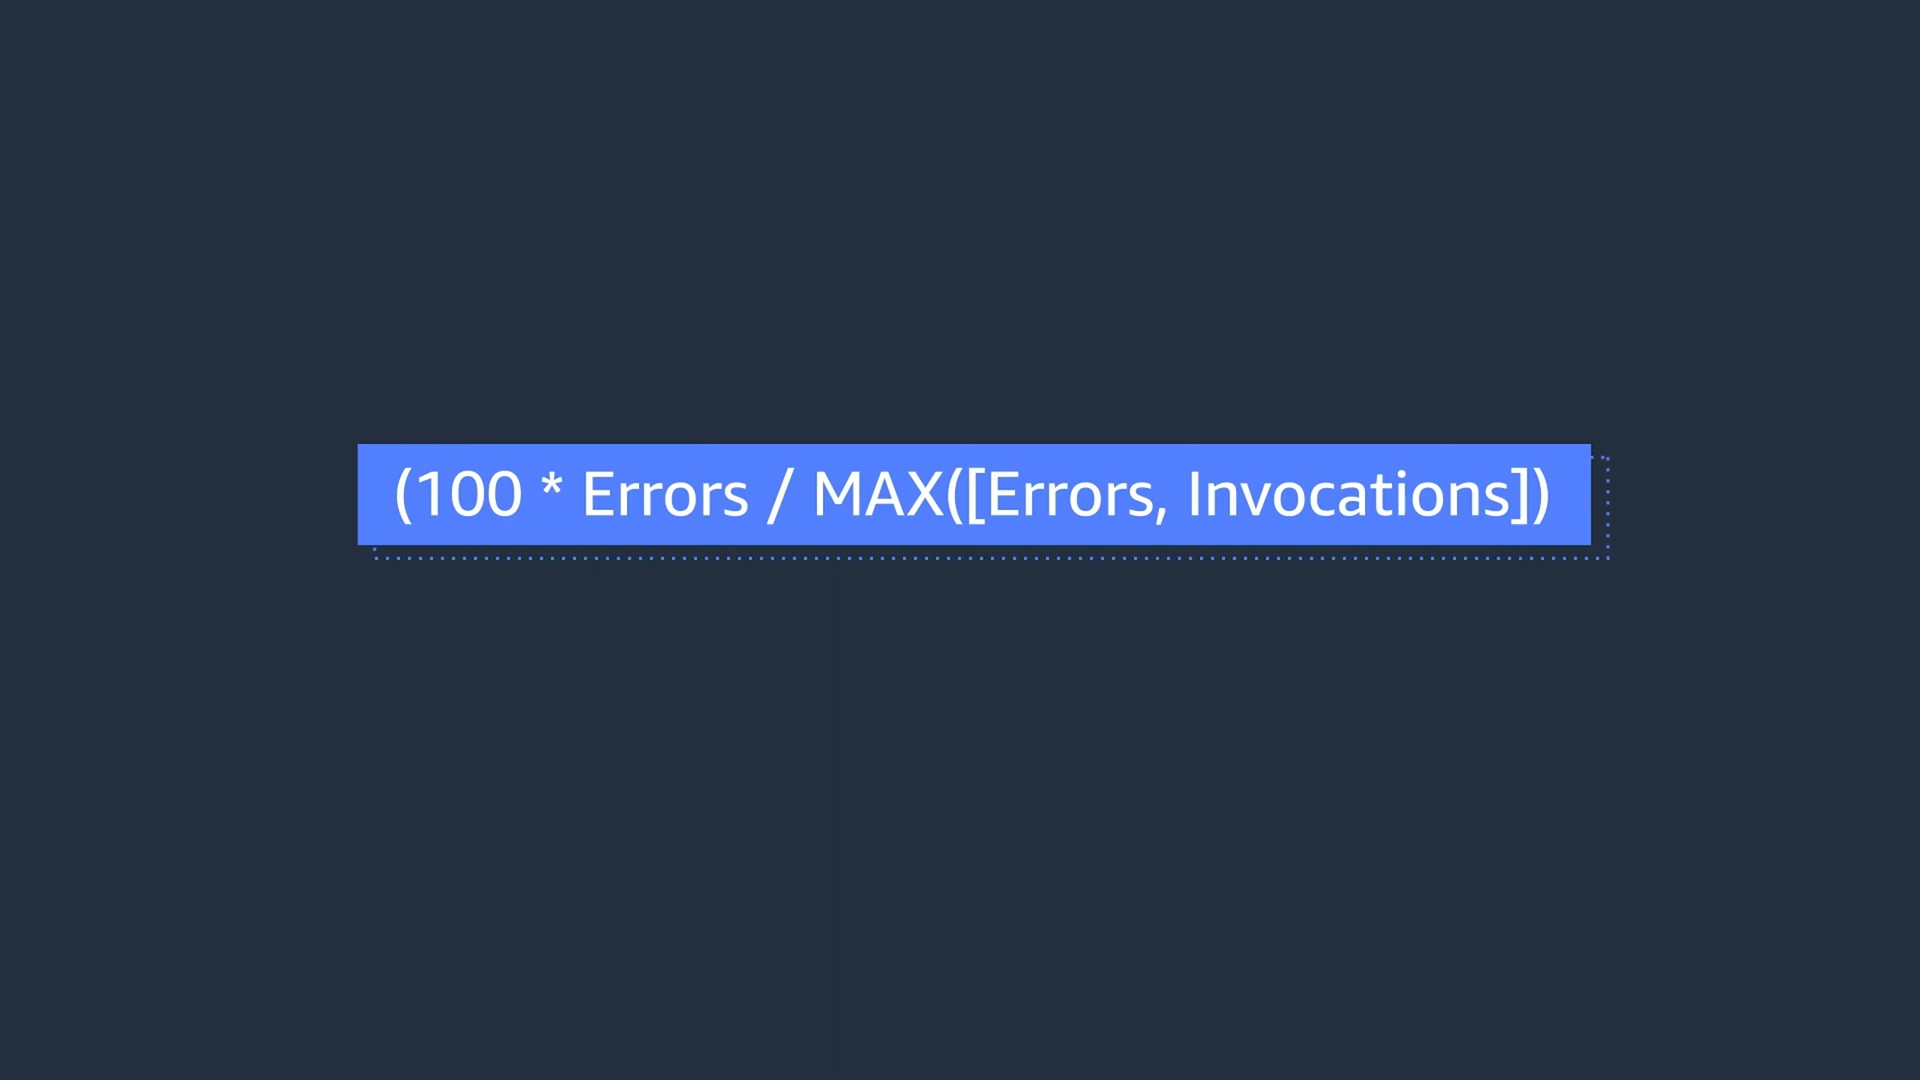 (100 * Errors / MAX([Errors, Invocations])